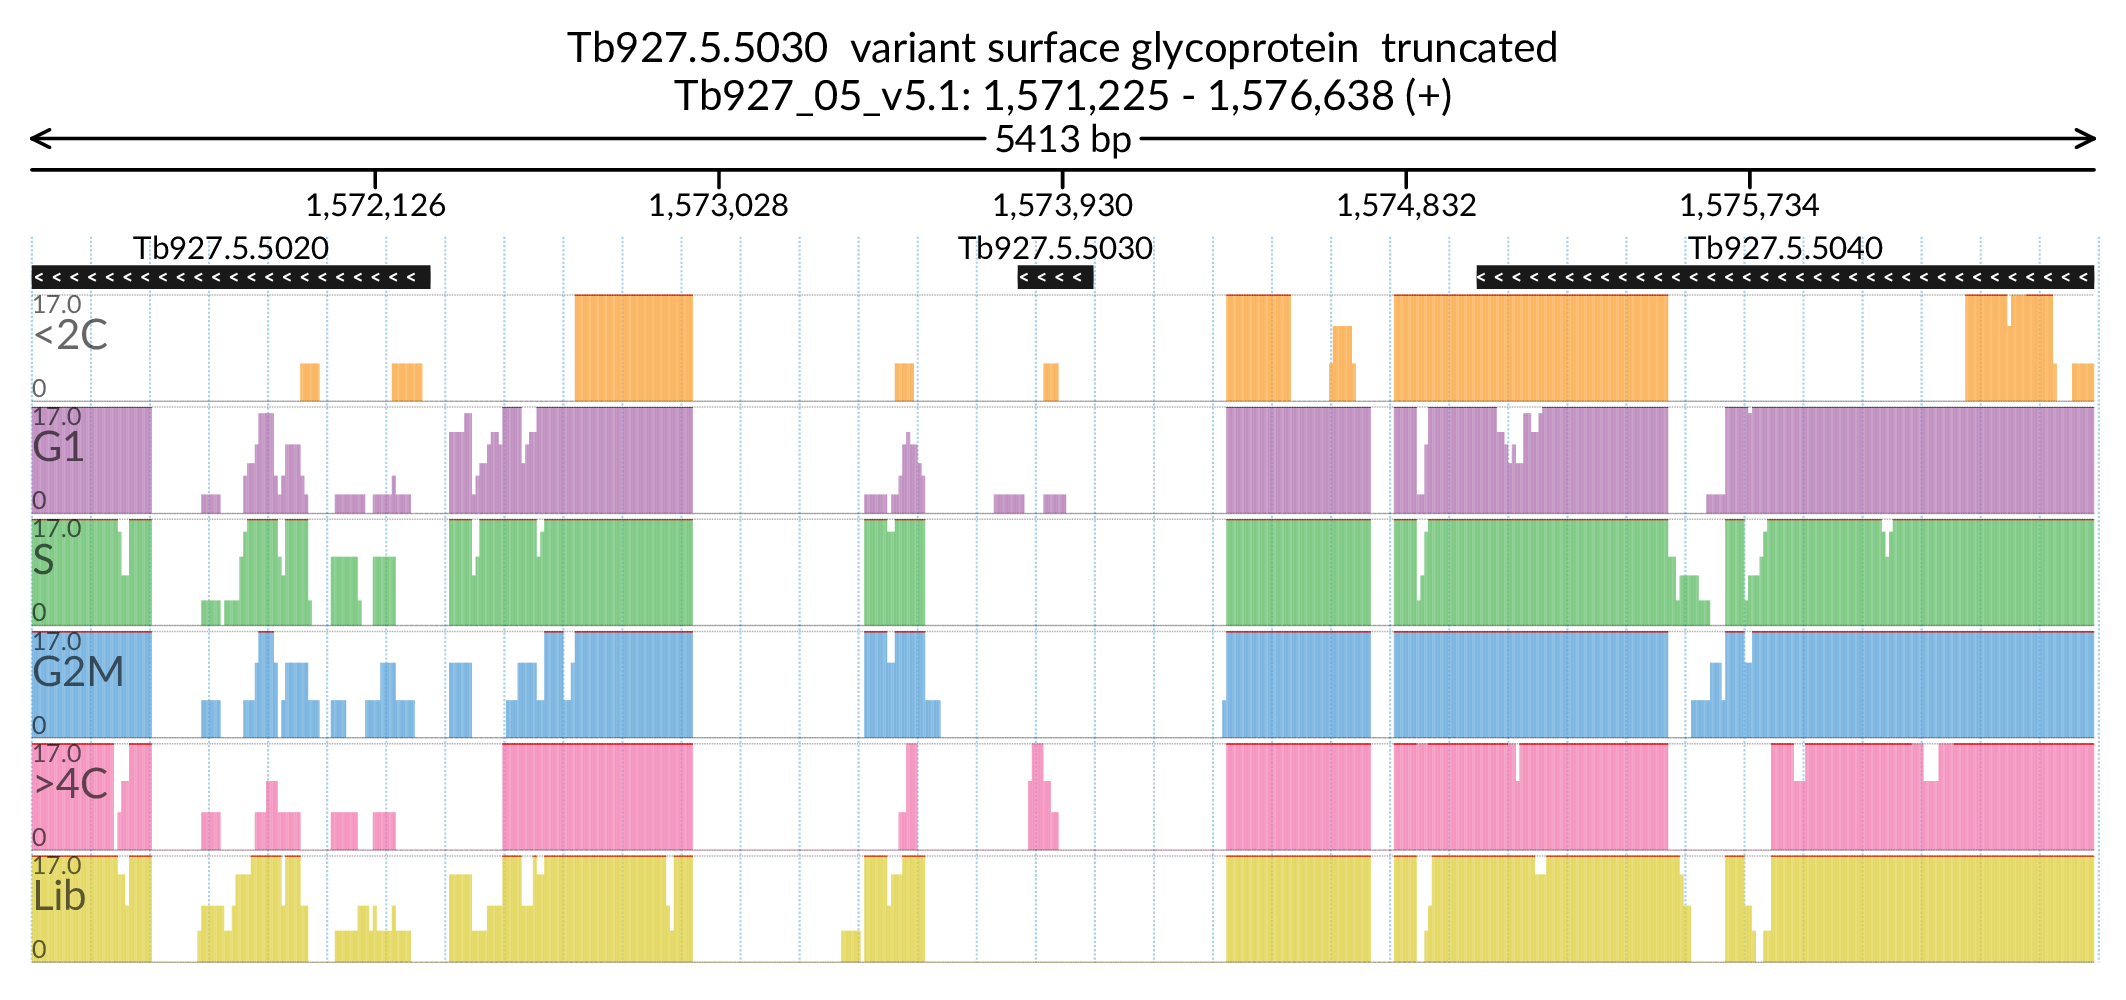 Tb927.5.5030 variant surface glycoprotein truncated
Tb927_05_v5.1: 1,571,225 - 1,576,638 (+)
5413 bp
1,572,126 1,573,028 1,573,930 1,574,832 1,575,734
Tb927.5.5020 Tb927.5.5030 Tb927.5.5040
17.0
<2C
0
17.0
G1
0
17.0
S
0
17.0
G2M
0
17.0
>4C
0
17.0
Lib
0